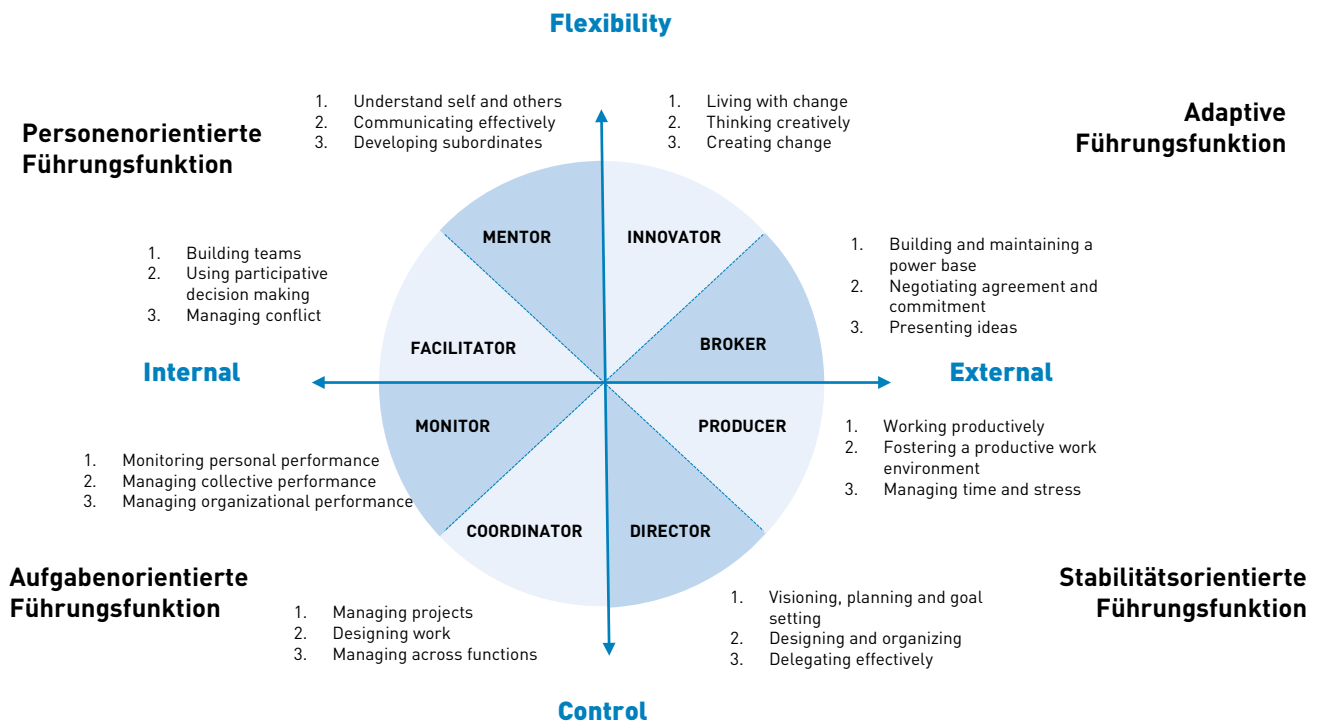 Flexibility
1. Understand self and others
2. Communicating effectively
3. Developing subordinates
1. Living with change
2. Thinking creatively
3. Creating change
Personenorientierte
Führungsfunktion
Adaptive
Führungsfunktion
MENTOR
INNOVATOR
1. Building teams
2. Using participative
decision making
3. Managing conflict
1. Building and maintaining a
power base
2. Negotiating agreement and
commitment
3. Presenting ideas
FACILITATOR
BROKER
Internal
External
MONITOR
PRODUCER
1. Monitoring personal performance
2. Managing collective performance
3. Managing organizational performance
1. Working productively
2. Fostering a productive work
environment
3. Managing time and stress
COORDINATOR
DIRECTOR
Aufgabenorientierte
Führungsfunktion
Stabilitätsorientierte
Führungsfunktion
1. Managing projects
2. Designing work
3. Managing across functions
1. Visioning, planning and goal
setting
2. Designing and organizing
3. Delegating effectively
Control